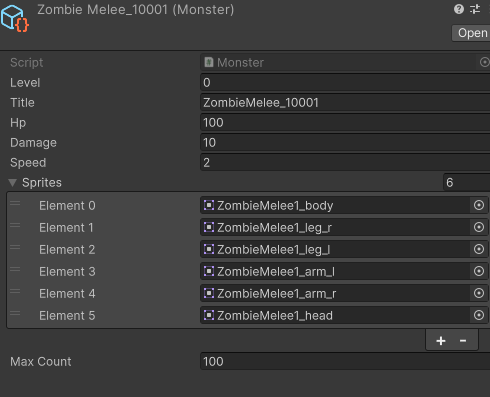 Zombie Melee_10001 (Monster)
Open
Script Monster
Level 0
Title ZombieMelee_10001
Hp 100
Damage 10
Speed 2
Sprites 6
Element 0 ZombieMelee1_body
Element 1 ZombieMelee1_leg_r
Element 2 ZombieMelee1_leg_l
Element 3 ZombieMelee1_arm_l
Element 4 ZombieMelee1_arm_r
Element 5 ZombieMelee1_head
+ -
Max Count 100